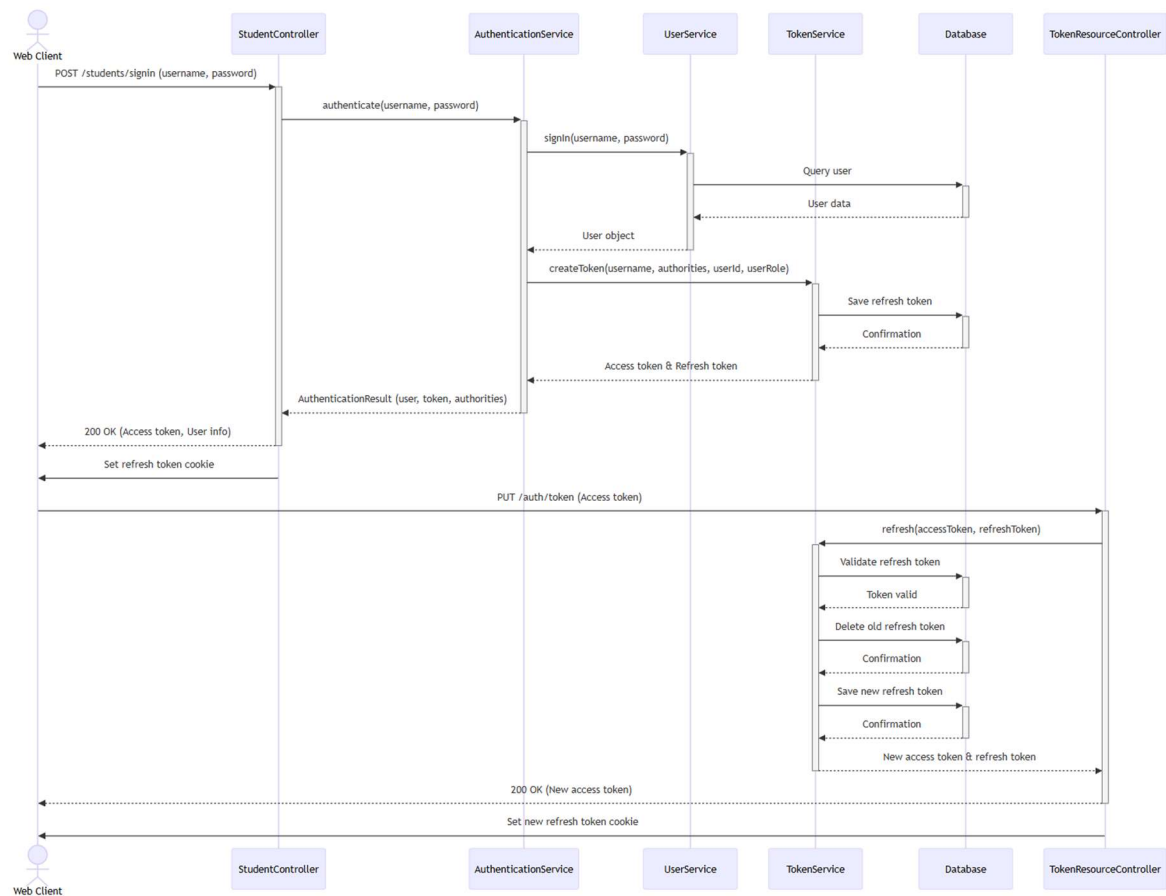 Web Client
StudentController
AuthenticationService
UserService
TokenService
Database
TokenResourceController
POST /students/signin (username, password)
authenticate(username, password)
signIn(username, password)
Query user
User data
User object
createToken(username, authorities, userId, userRole)
Save refresh token
Confirmation
Access token & Refresh token
AuthenticationResult (user, token, authorities)
200 OK (Access token, User info)
Set refresh token cookie
PUT /auth/token (Access token)
refresh(accessToken, refreshToken)
Validate refresh token
Token valid
Delete old refresh token
Confirmation
Save new refresh token
Confirmation
New access token & refresh token
200 OK (New access token)
Set new refresh token cookie
Web Client
StudentController
AuthenticationService
UserService
TokenService
Database
TokenResourceController